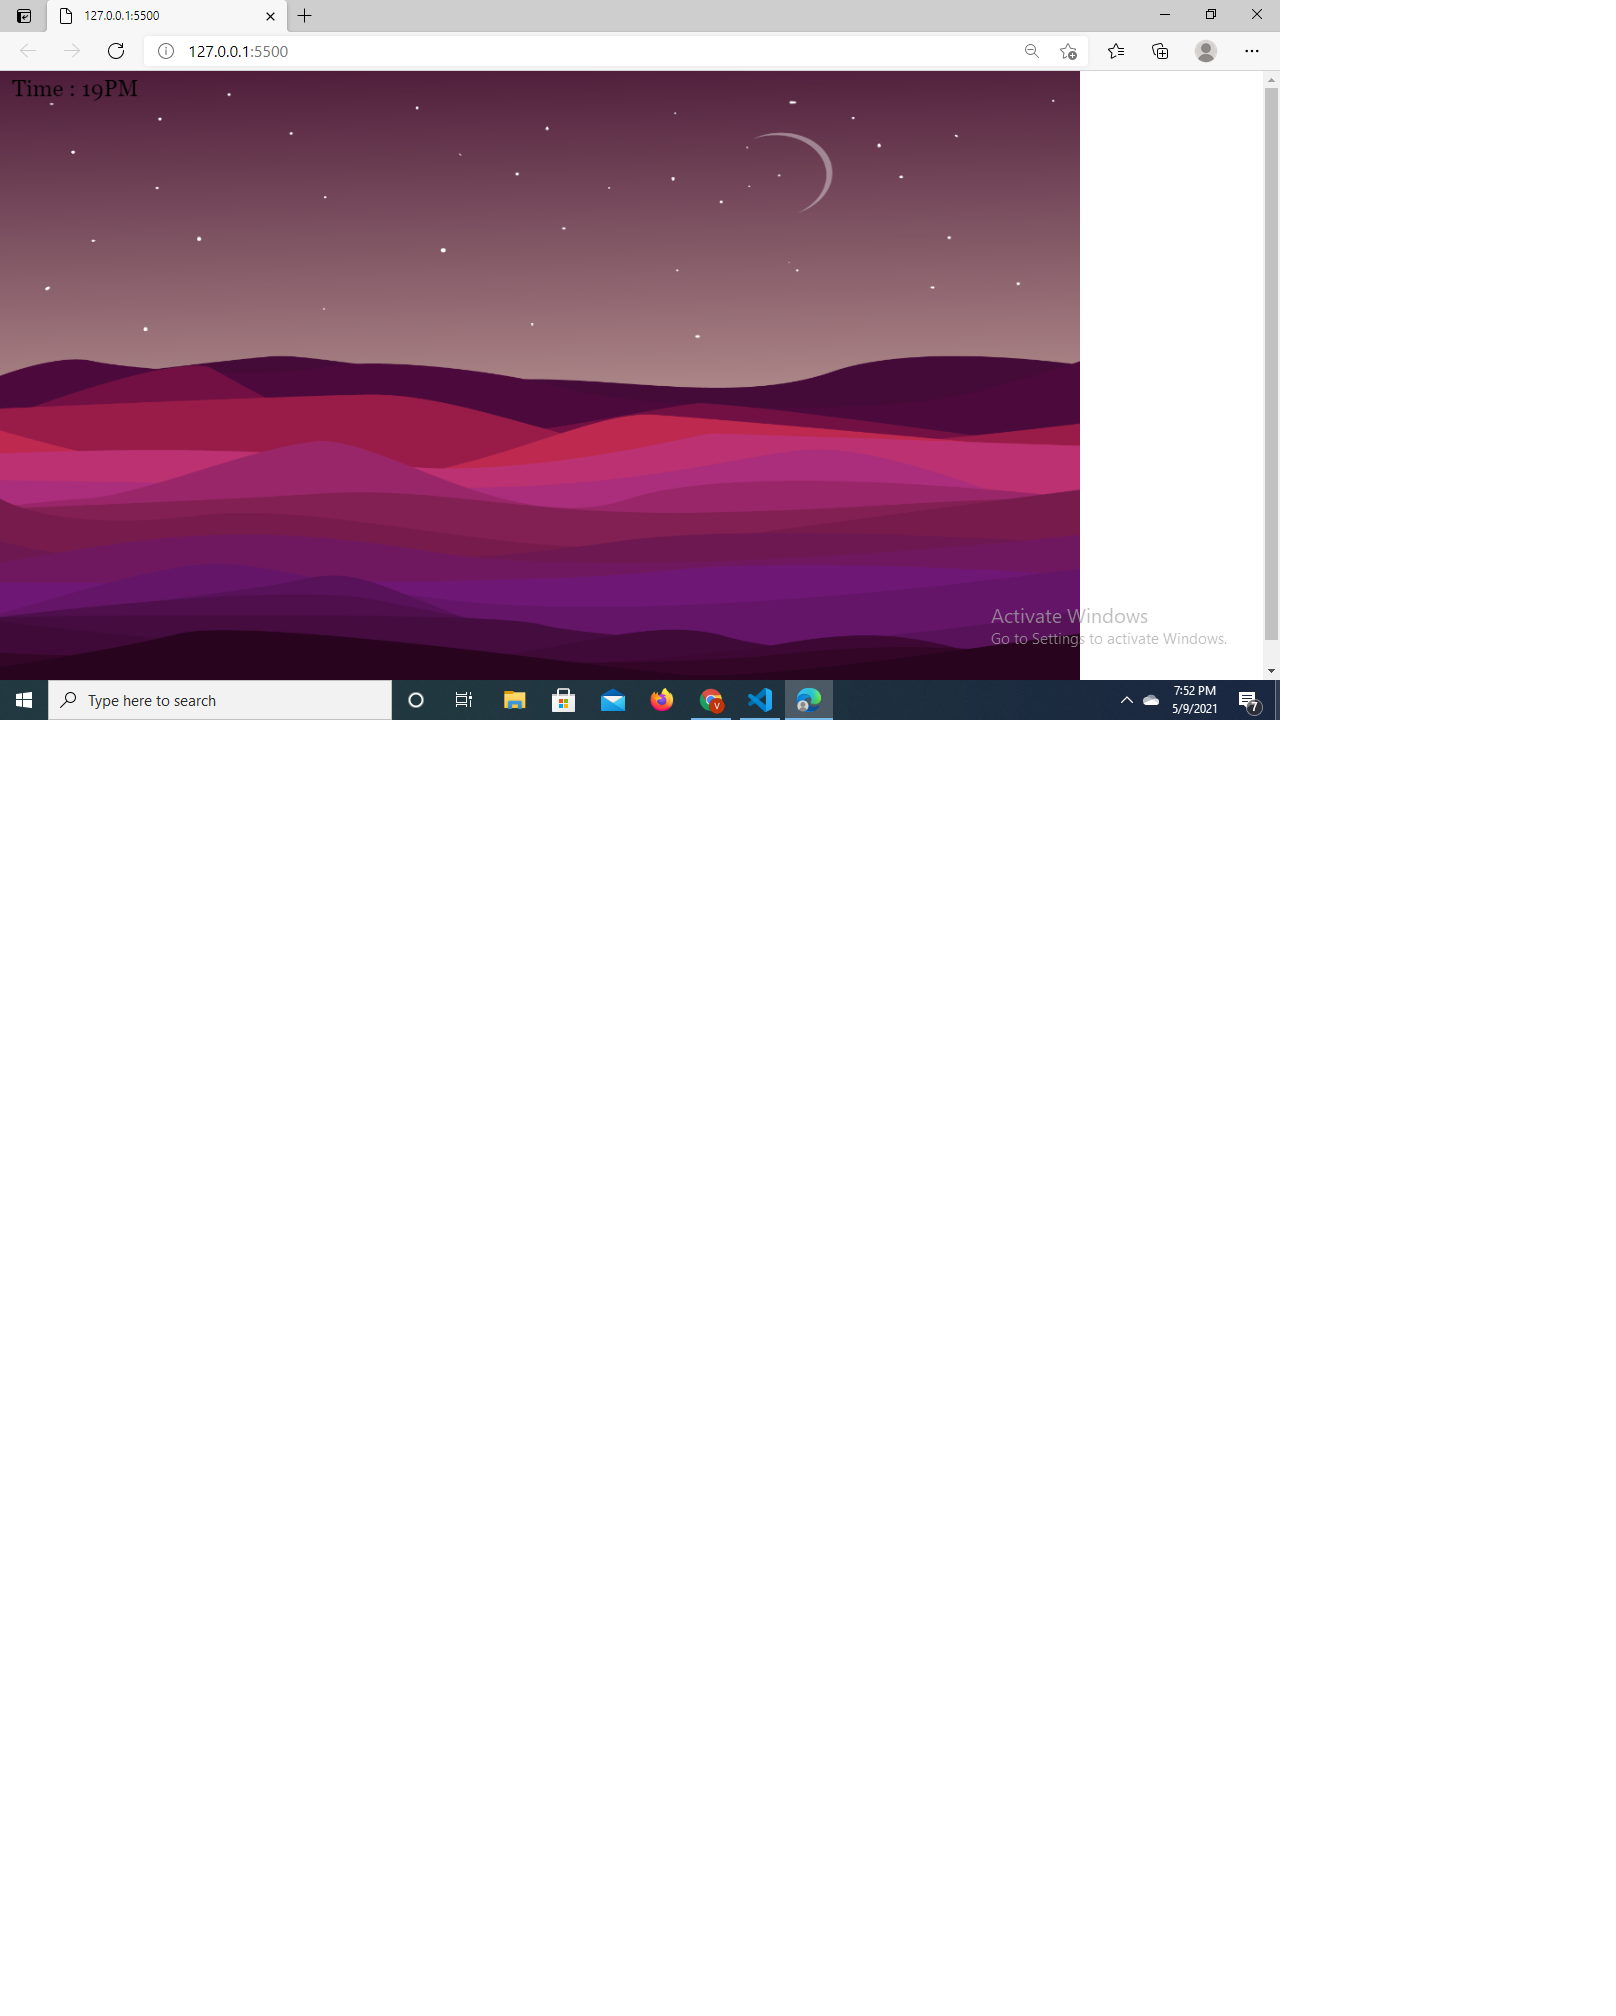 127.0.0.1:5500
127.0.0.1:5500
Time : 19PM
Activate Windows
Go to Settings to activate Windows.
Type here to search
V
7:52 PM
5/9/2021
7